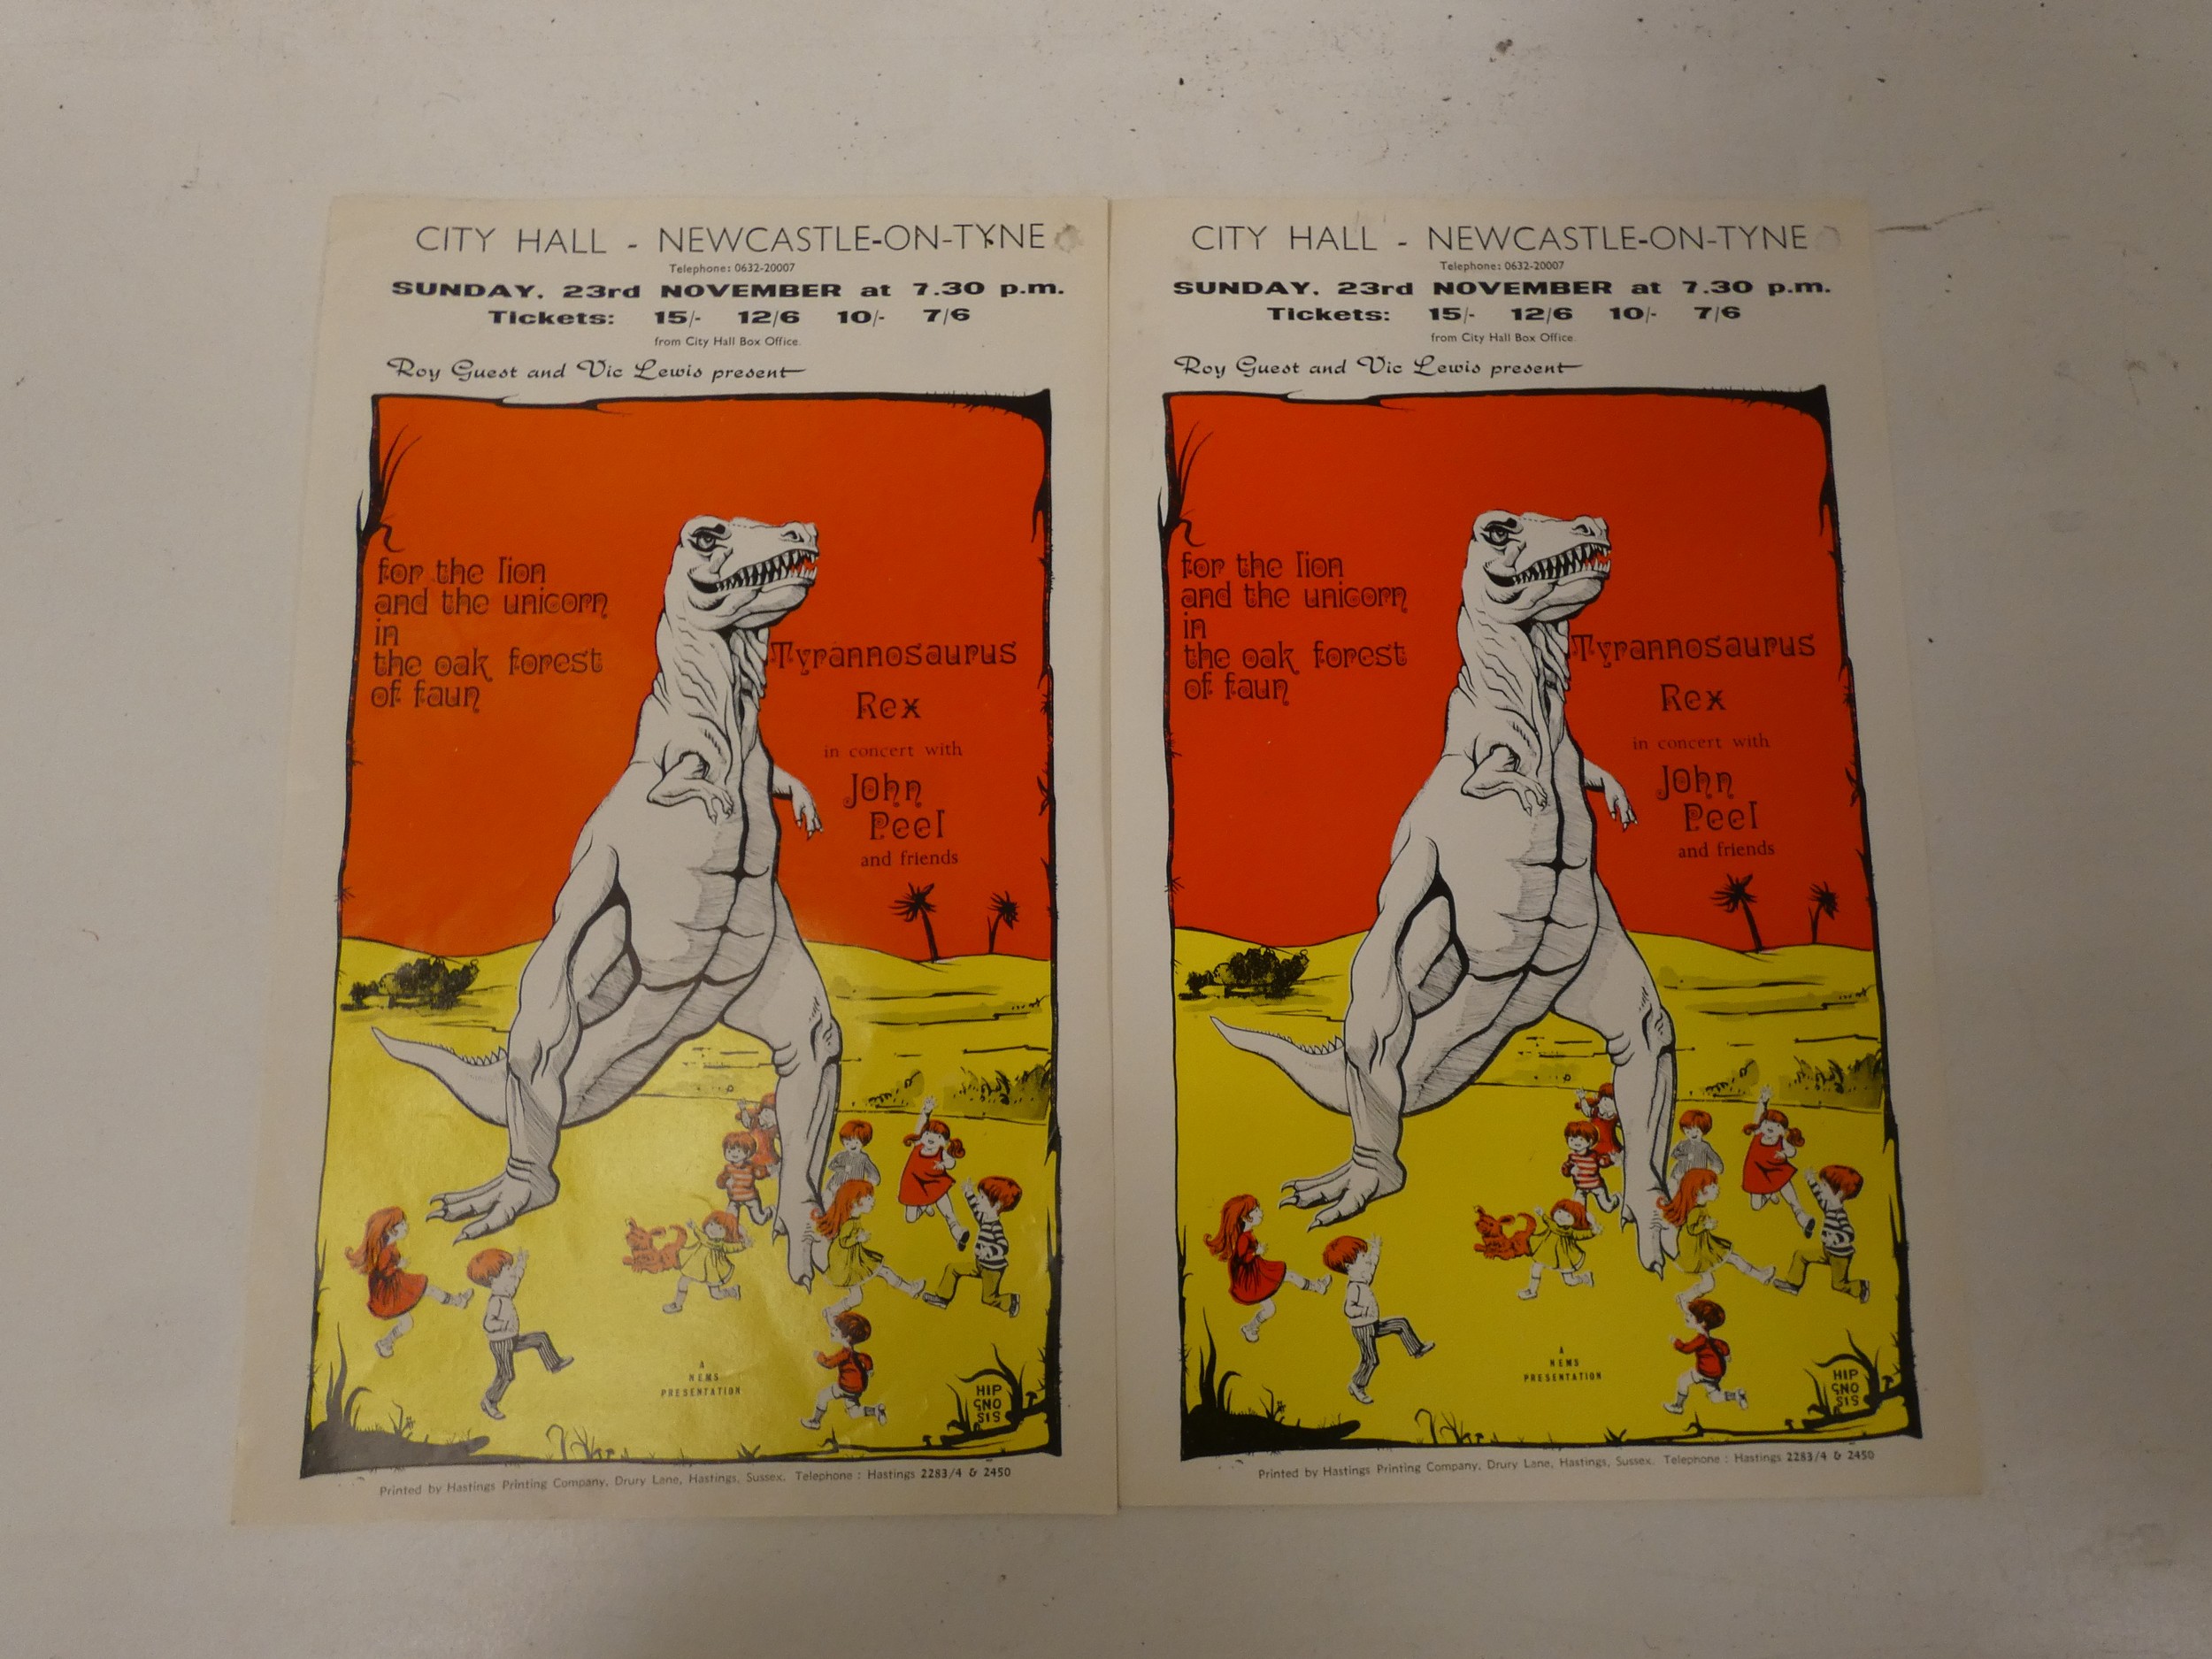 CITY HALL - NEWCASTLE-ON-TYNE
Telephone: 0632-20007
SUNDAY, 23rd NOVEMBER at 7.30 p.m.
Tickets: 15/- 12/6 10/- 7/6
from City Hall Box Office.
Roy Guest and Vic Lewis present
for the lion
and the unicorn
in
the oak forest
of faun
Tyrannosaurus
Rex
in concert with
John
Peel
and friends
A
NEMS
PRESENTATION
HIP
GNO
SIS
Printed by Hastings Printing Company, Drury Lane, Hastings, Sussex. Telephone : Hastings 2283/4 & 2450
CITY HALL - NEWCASTLE-ON-TYNE
Telephone: 0632-20007
SUNDAY, 23rd NOVEMBER at 7.30 p.m.
Tickets: 15/- 12/6 10/- 7/6
from City Hall Box Office.
Roy Guest and Vic Lewis present
for the lion
and the unicorn
in
the oak forest
of faun
Tyrannosaurus
Rex
in concert with
John
Peel
and friends
A
NEMS
PRESENTATION
HIP
GNO
SIS
Printed by Hastings Printing Company, Drury Lane, Hastings, Sussex. Telephone : Hastings 2283/4 & 2450